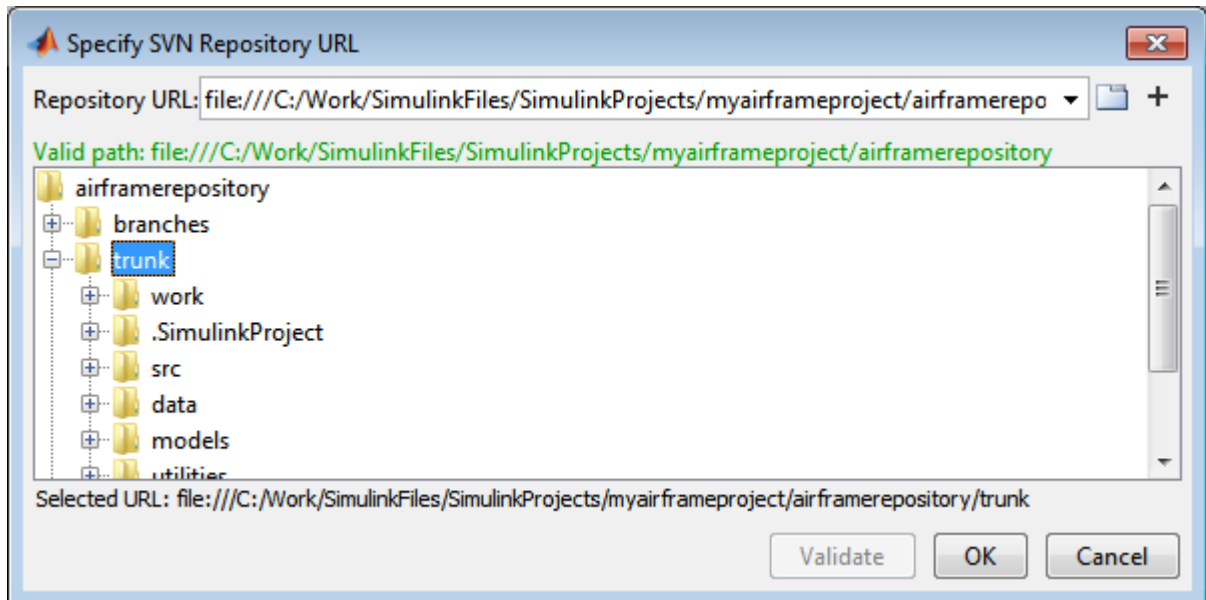 Specify SVN Repository URL
Repository URL: file:///C:/Work/SimulinkFiles/SimulinkProjects/myairframeproject/airframerepo
Valid path: file:///C:/Work/SimulinkFiles/SimulinkProjects/myairframeproject/airframerepository
airframerepository
branches
trunk
work
.SimulinkProject
src
data
models
utilities
Selected URL: file:///C:/Work/SimulinkFiles/SimulinkProjects/myairframeproject/airframerepository/trunk
Validate OK Cancel